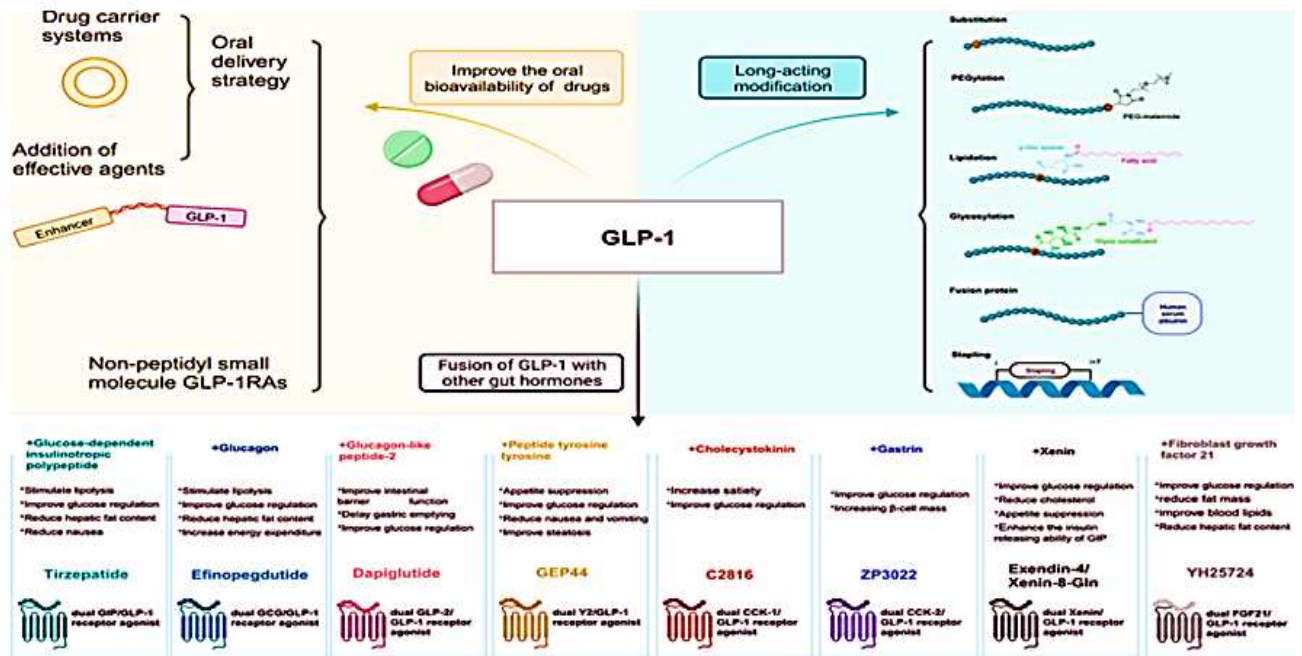 Drug carrier
systems
Oral
delivery
strategy
Addition of
effective agents
Enhancer
GLP-1
Non-peptidyl small
molecule GLP-1RAs
Improve the oral
bioavailability of drugs
Long-acting
modification
GLP-1
Fusion of GLP-1 with
other gut hormones
Substitution
PEGylation
PEG-maleimide
Lipidation
Fatty acid
Glycosylation
Fusion protein
Human
serum
albumin
Stapling
Stapling
+Glucose-dependent
insulinotropic
polypeptide
*Stimulate lipolysis
*Improve glucose regulation
*Reduce hepatic fat content
*Reduce nausea
Tirzepatide
dual GIP/GLP-1
receptor agonist
+Glucagon
*Stimulate lipolysis
*Improve glucose regulation
*Reduce hepatic fat content
*Increase energy expenditure
Efinopegdutide
dual GCG/GLP-1
receptor agonist
+Glucagon-like
peptide-2
*Improve intestinal
barrier function
*Delay gastric emptying
*Improve glucose regulation
Dapiglutide
dual GLP-2/
GLP-1 receptor
agonist
+Peptide tyrosine
tyrosine
*Appetite suppression
*Improve glucose regulation
*Reduce nausea and vomiting
*Improve steatosis
GEP44
dual Y2/GLP-1
receptor agonist
+Cholecystokinin
*Increase satiety
*Improve glucose regulation
C2816
dual CCK-1/
GLP-1 receptor
agonist
+Gastrin
*Improve glucose regulation
*Increasing β-cell mass
ZP3022
dual CCK-2/
GLP-1 receptor
agonist
+Xenin
*Improve glucose regulation
*Reduce cholesterol
*Appetite suppression
*Enhance the insulin
releasing ability of GIP
Exendin-4/
Xenin-8-Gln
dual Xenin/
GLP-1 receptor
agonist
+Fibroblast growth
factor 21
*Improve glucose regulation
*reduce fat mass
*Improve blood lipids
*Reduce hepatic fat content
YH25724
dual FGF21/
GLP-1 receptor
agonist